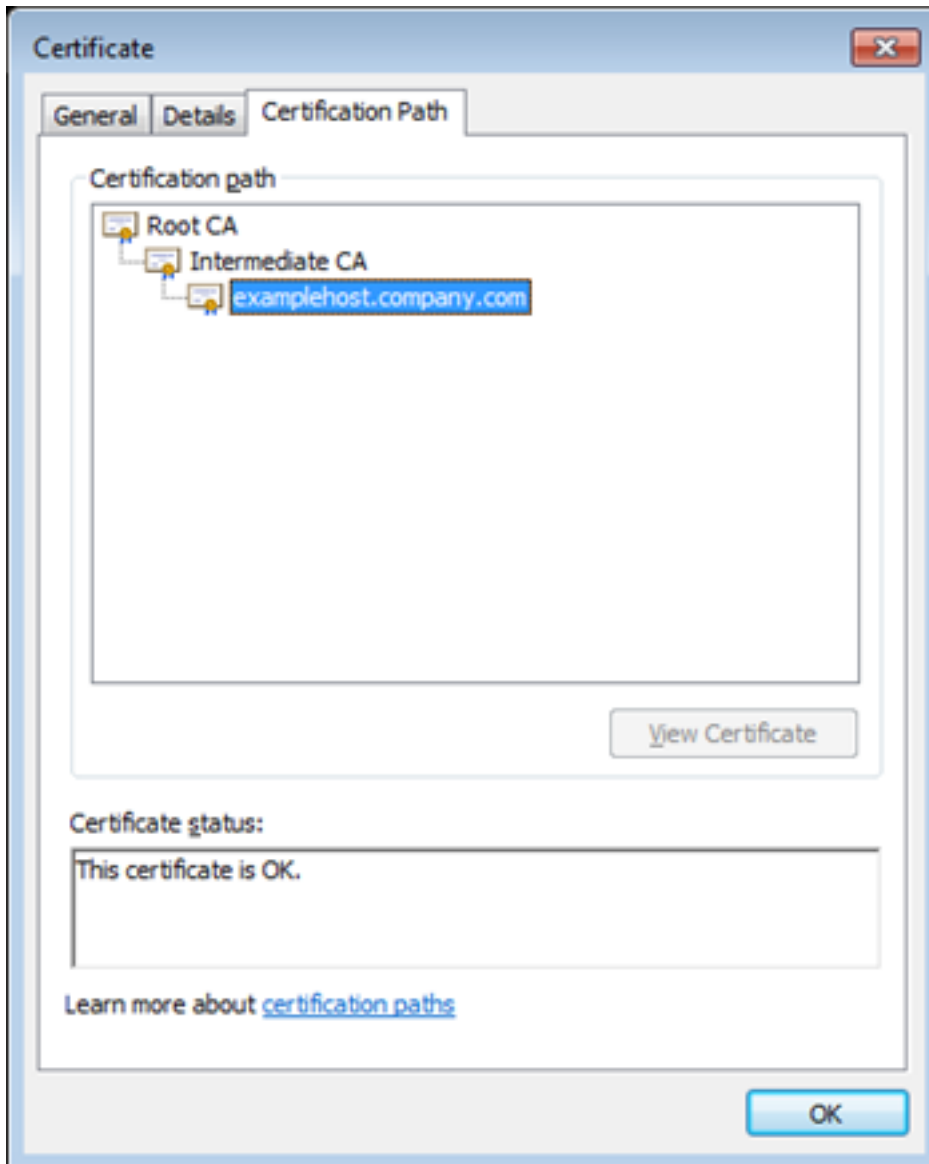 Certificate
General Details Certification Path
Certification path
Root CA
Intermediate CA
examplehost.company.com
View Certificate
Certificate status:
This certificate is OK.
Learn more about certification paths
OK